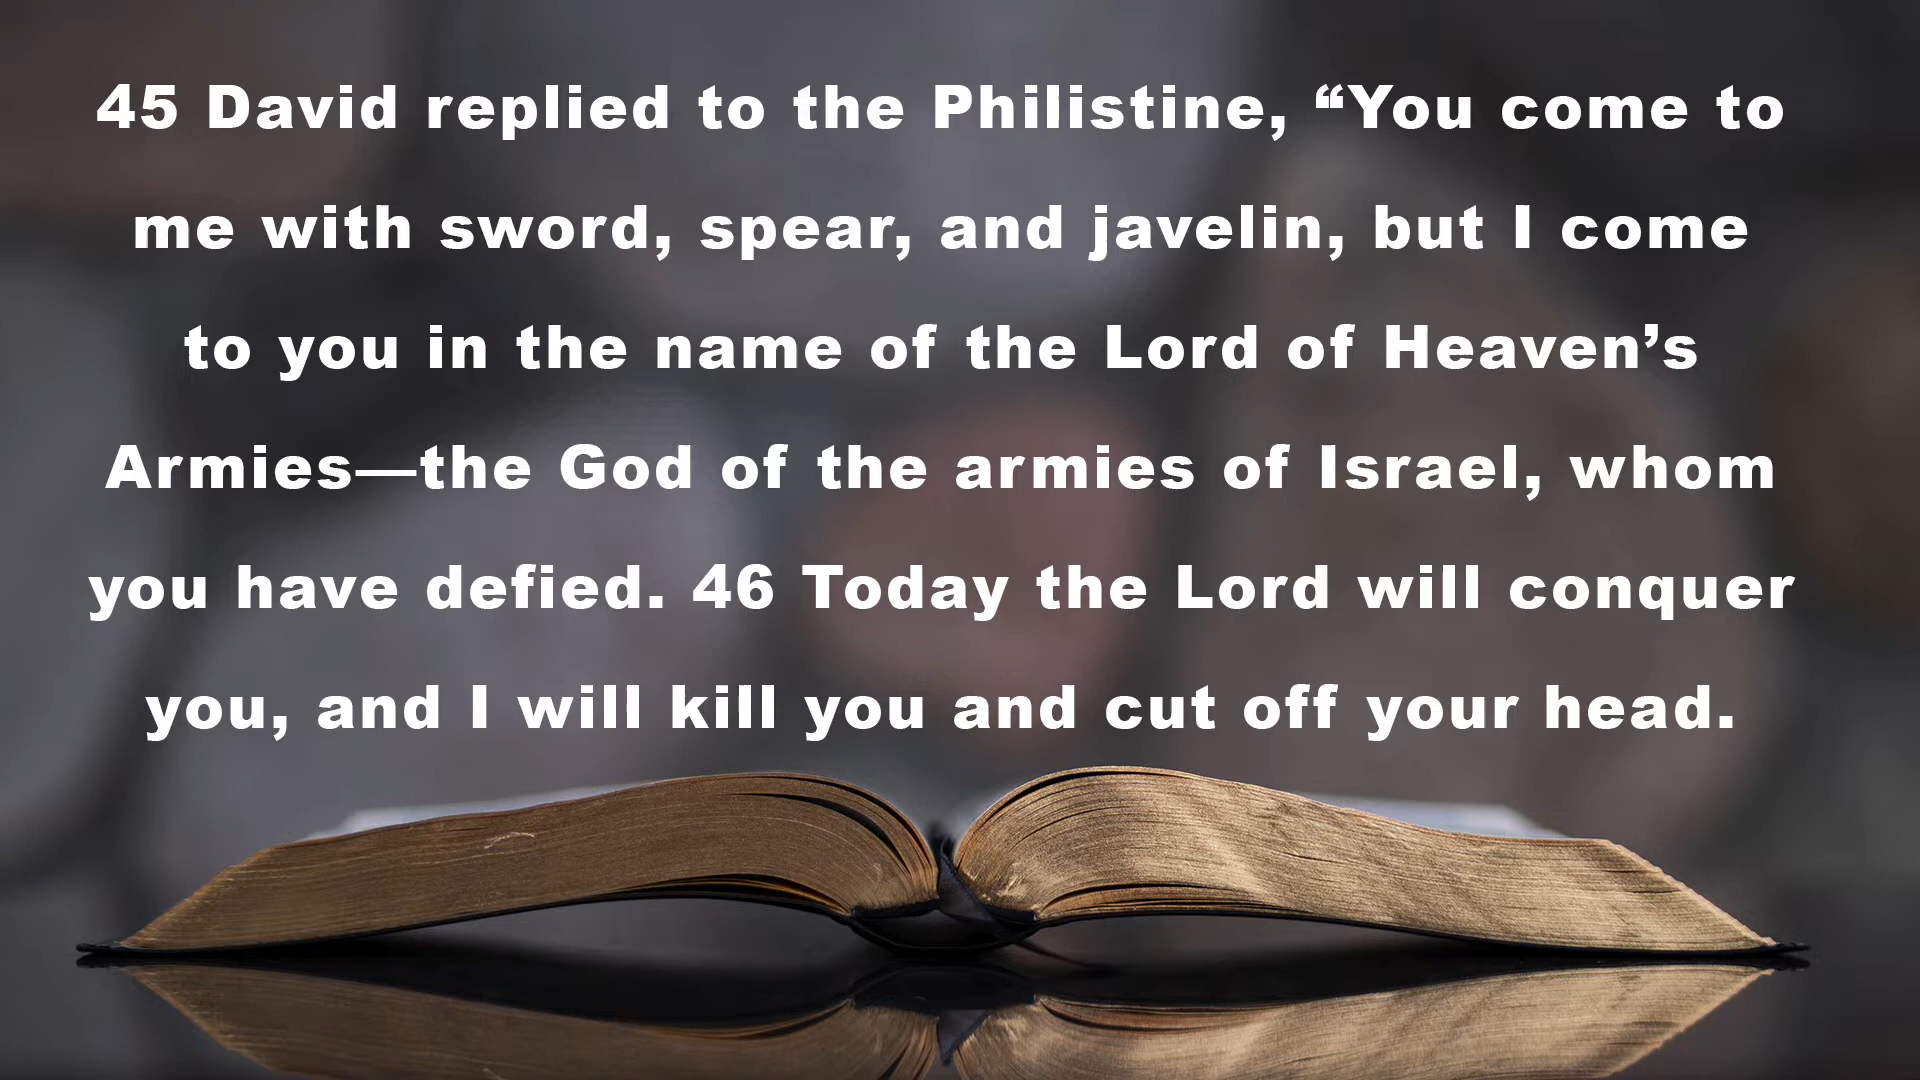 45 David replied to the Philistine, “You come to
me with sword, spear, and javelin, but I come
to you in the name of the Lord of Heaven’s
Armies—the God of the armies of Israel, whom
you have defied. 46 Today the Lord will conquer
you, and I will kill you and cut off your head.